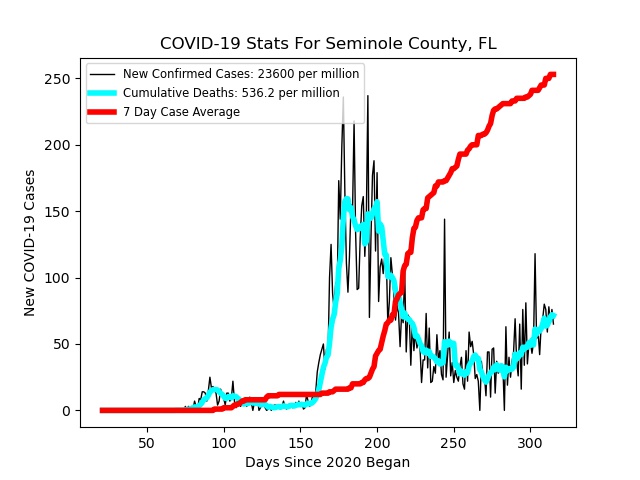 COVID-19 Stats For Seminole County, FL
New Confirmed Cases: 23600 per million
Cumulative Deaths: 536.2 per million
7 Day Case Average
250
200
150
100
50
0
New COVID-19 Cases
50 100 150 200 250 300
Days Since 2020 Began